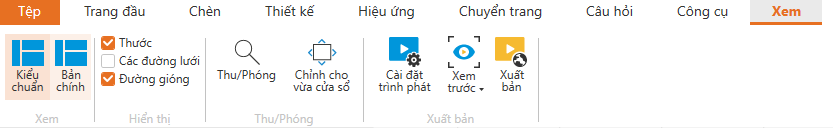 Tệp Trang đầu Chèn Thiết kế Hiệu ứng Chuyển trang Câu hỏi Công cụ Xem
Kiểu chuẩn
Bản chính
Thước
Các đường lưới
Đường gióng
Thu/Phóng
Chỉnh cho vừa cửa sổ
Cài đặt trình phát
Xem trước
Xuất bản
Xem Hiển thị Thu/Phóng Xuất bản